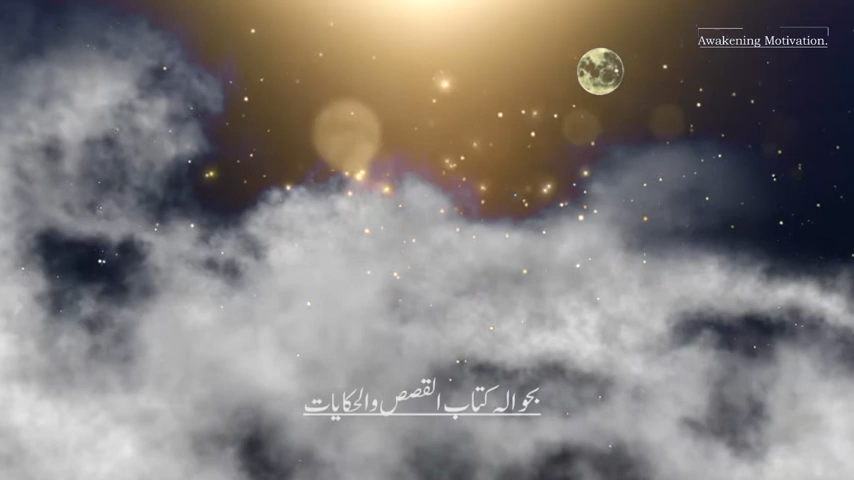 Awakening Motivation.
بحوالہ کتاب القصص والحکایات